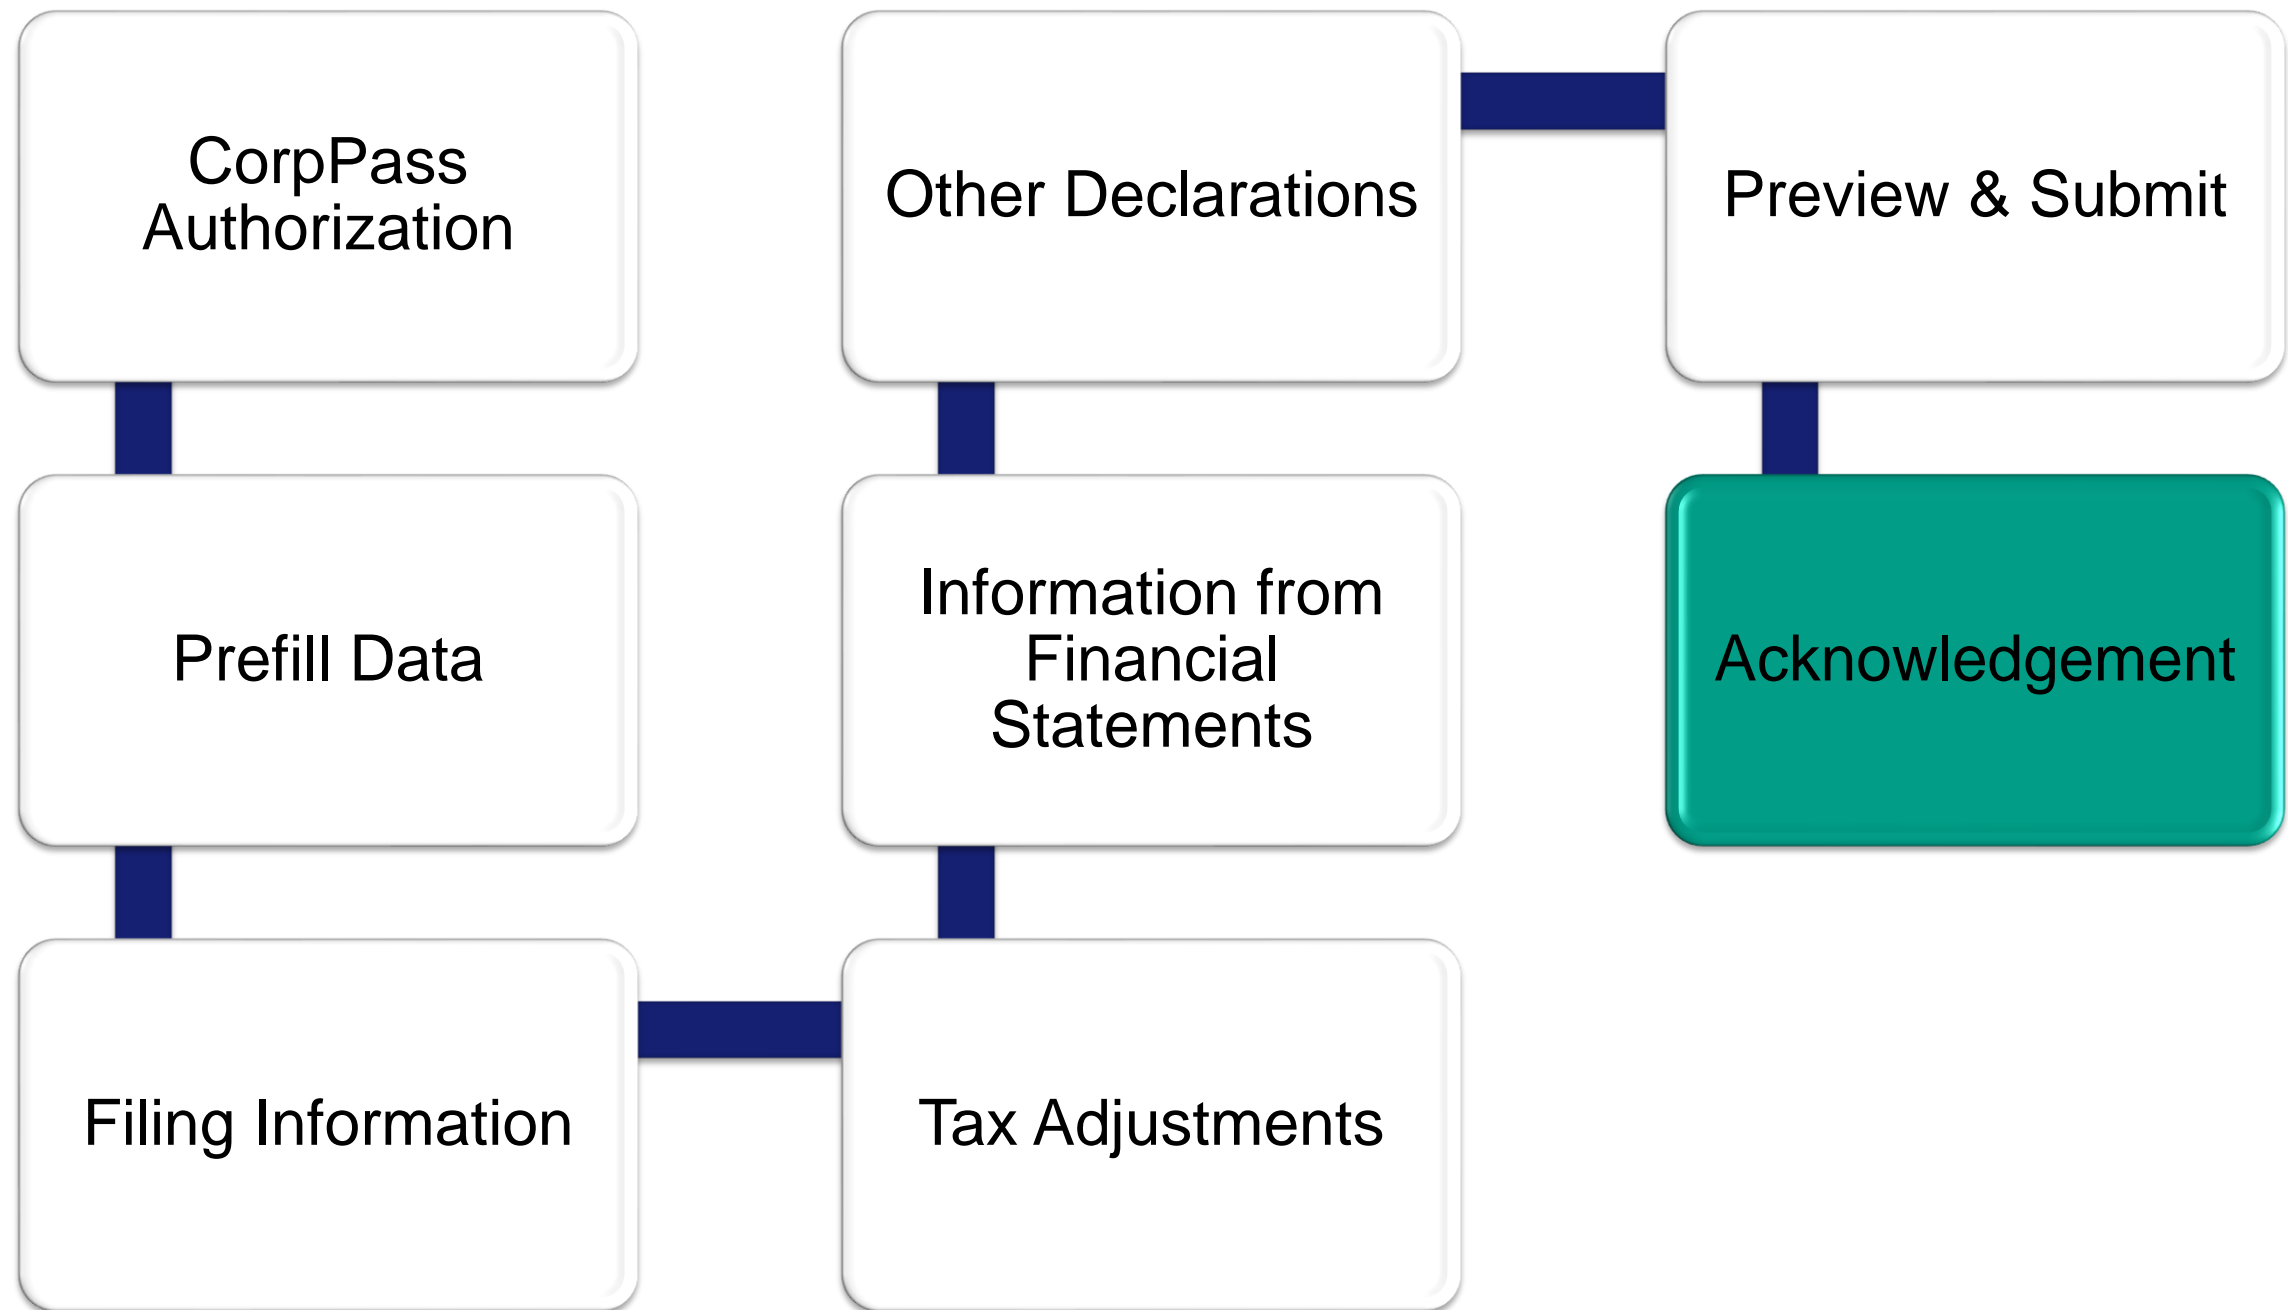 CorpPass
Authorization
Prefill Data
Filing Information
Tax Adjustments
Information from
Financial
Statements
Other Declarations
Preview & Submit
Acknowledgement